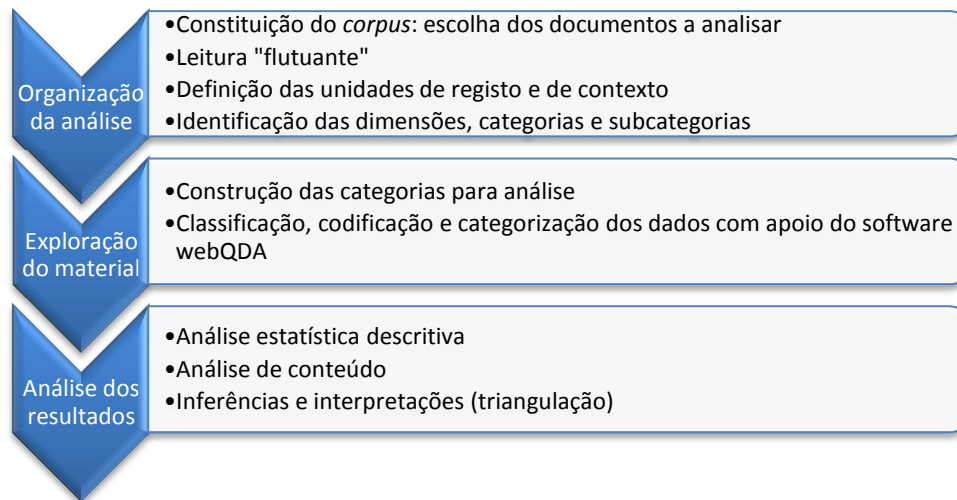 Organização
da análise
•Constituição do corpus: escolha dos documentos a analisar
•Leitura "flutuante"
•Definição das unidades de registo e de contexto
•Identificação das dimensões, categorias e subcategorias
Exploração
do material
•Construção das categorias para análise
•Classificação, codificação e categorização dos dados com apoio do software
webQDA
Análise dos
resultados
•Análise estatística descritiva
•Análise de conteúdo
•Inferências e interpretações (triangulação)